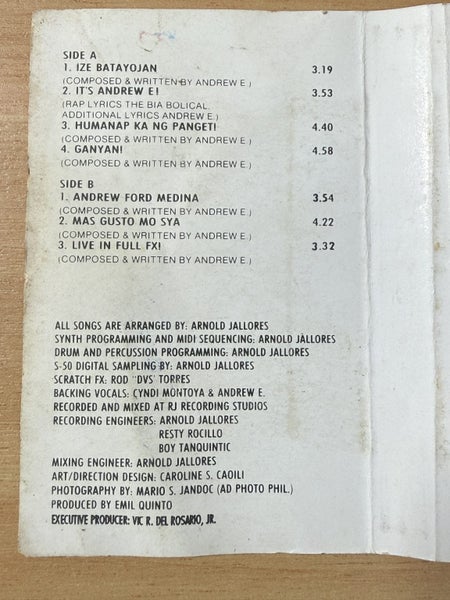 SIDE A
1. IZE BATAYOJAN 3.19
(COMPOSED & WRITTEN BY ANDREW E.)
2. IT'S ANDREW E! 3.53
(RAP LYRICS THE BIA BOLICAL.
ADDITIONAL LYRICS ANDREW E.)
3. HUMANAP KA NG PANGET! 4.40
(COMPOSED & WRITTEN BY ANDREW E.)
4. GANYAN! 4.58
(COMPOSED & WRITTEN BY ANDREW E.)
SIDE B
1. ANDREW FORD MEDINA 3.54
(COMPOSED & WRITTEN BY ANDREW E.)
2. MAS GUSTO MO SYA 4.22
(COMPOSED & WRITTEN BY ANDREW E.)
3. LIVE IN FULL FX! 3.32
(COMPOSED & WRITTEN BY ANDREW E.)
ALL SONGS ARE ARRANGED BY: ARNOLD JALLORES
SYNTH PROGRAMMING AND MIDI SEQUENCING: ARNOLD JALLORES
DRUM AND PERCUSSION PROGRAMMING: ARNOLD JALLORES
S-50 DIGITAL SAMPLING BY: ARNOLD JALLORES
SCRATCH FX: ROD "DVS" TORRES
BACKING VOCALS: CYNDI MONTOYA & ANDREW E.
RECORDED AND MIXED AT RJ RECORDING STUDIOS
RECORDING ENGINEERS: ARNOLD JALLORES
RESTY ROCILLO
BOY TANQUINTIC
MIXING ENGINEER: ARNOLD JALLORES
ART/DIRECTION DESIGN: CAROLINE S. CAOILI
PHOTOGRAPHY BY: MARIO S. JANDOC (AD PHOTO PHIL.)
PRODUCED BY EMIL QUINTO
EXECUTIVE PRODUCER: VIC R. DEL ROSARIO, JR.